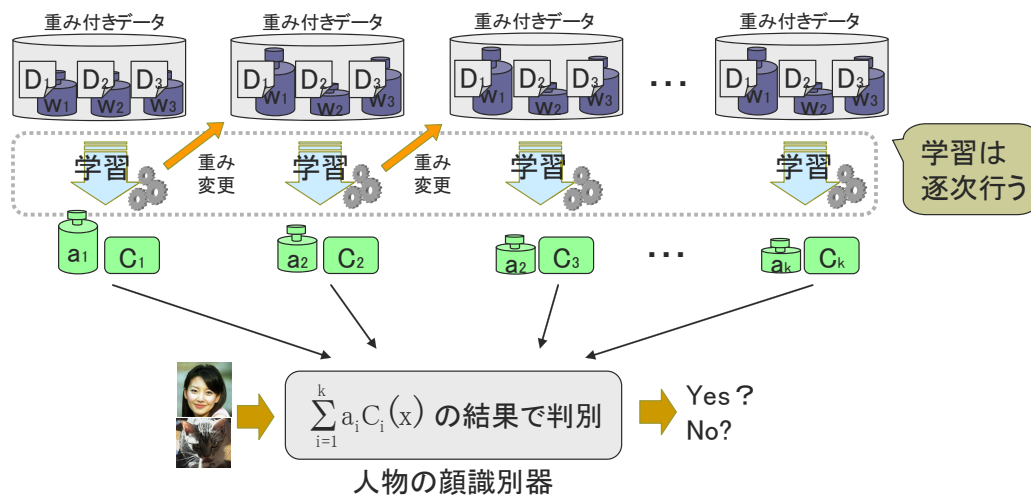 重み付きデータ
重み付きデータ
重み付きデータ
重み付きデータ
D1 D2 D3
w1 w2 w3
D1 D2 D3
w1 w2 w3
D1 D2 D3
w1 w2 w3
...
D1 D2 D3
w1 w2 w3
学習
重み
変更
学習
重み
変更
学習
学習
学習は
逐次行う
a1 C1
a2 C2
a2 C3
...
ak Ck
k
∑ aiCi(x) の結果で判別
i=1
Yes？
No?
人物の顔識別器